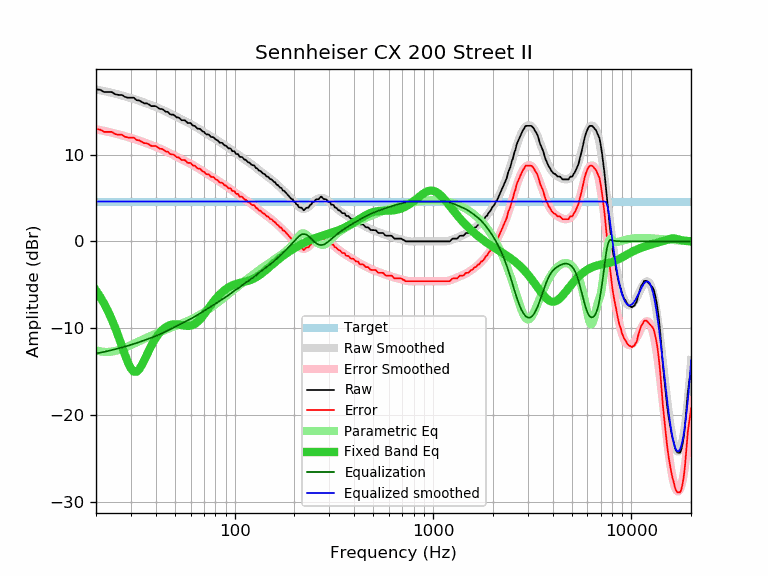 Sennheiser CX 200 Street II
Amplitude (dBr)
10
0
−10
−20
−30
Target
Raw Smoothed
Error Smoothed
Raw
Error
Parametric Eq
Fixed Band Eq
Equalization
Equalized smoothed
100
1000
10000
Frequency (Hz)